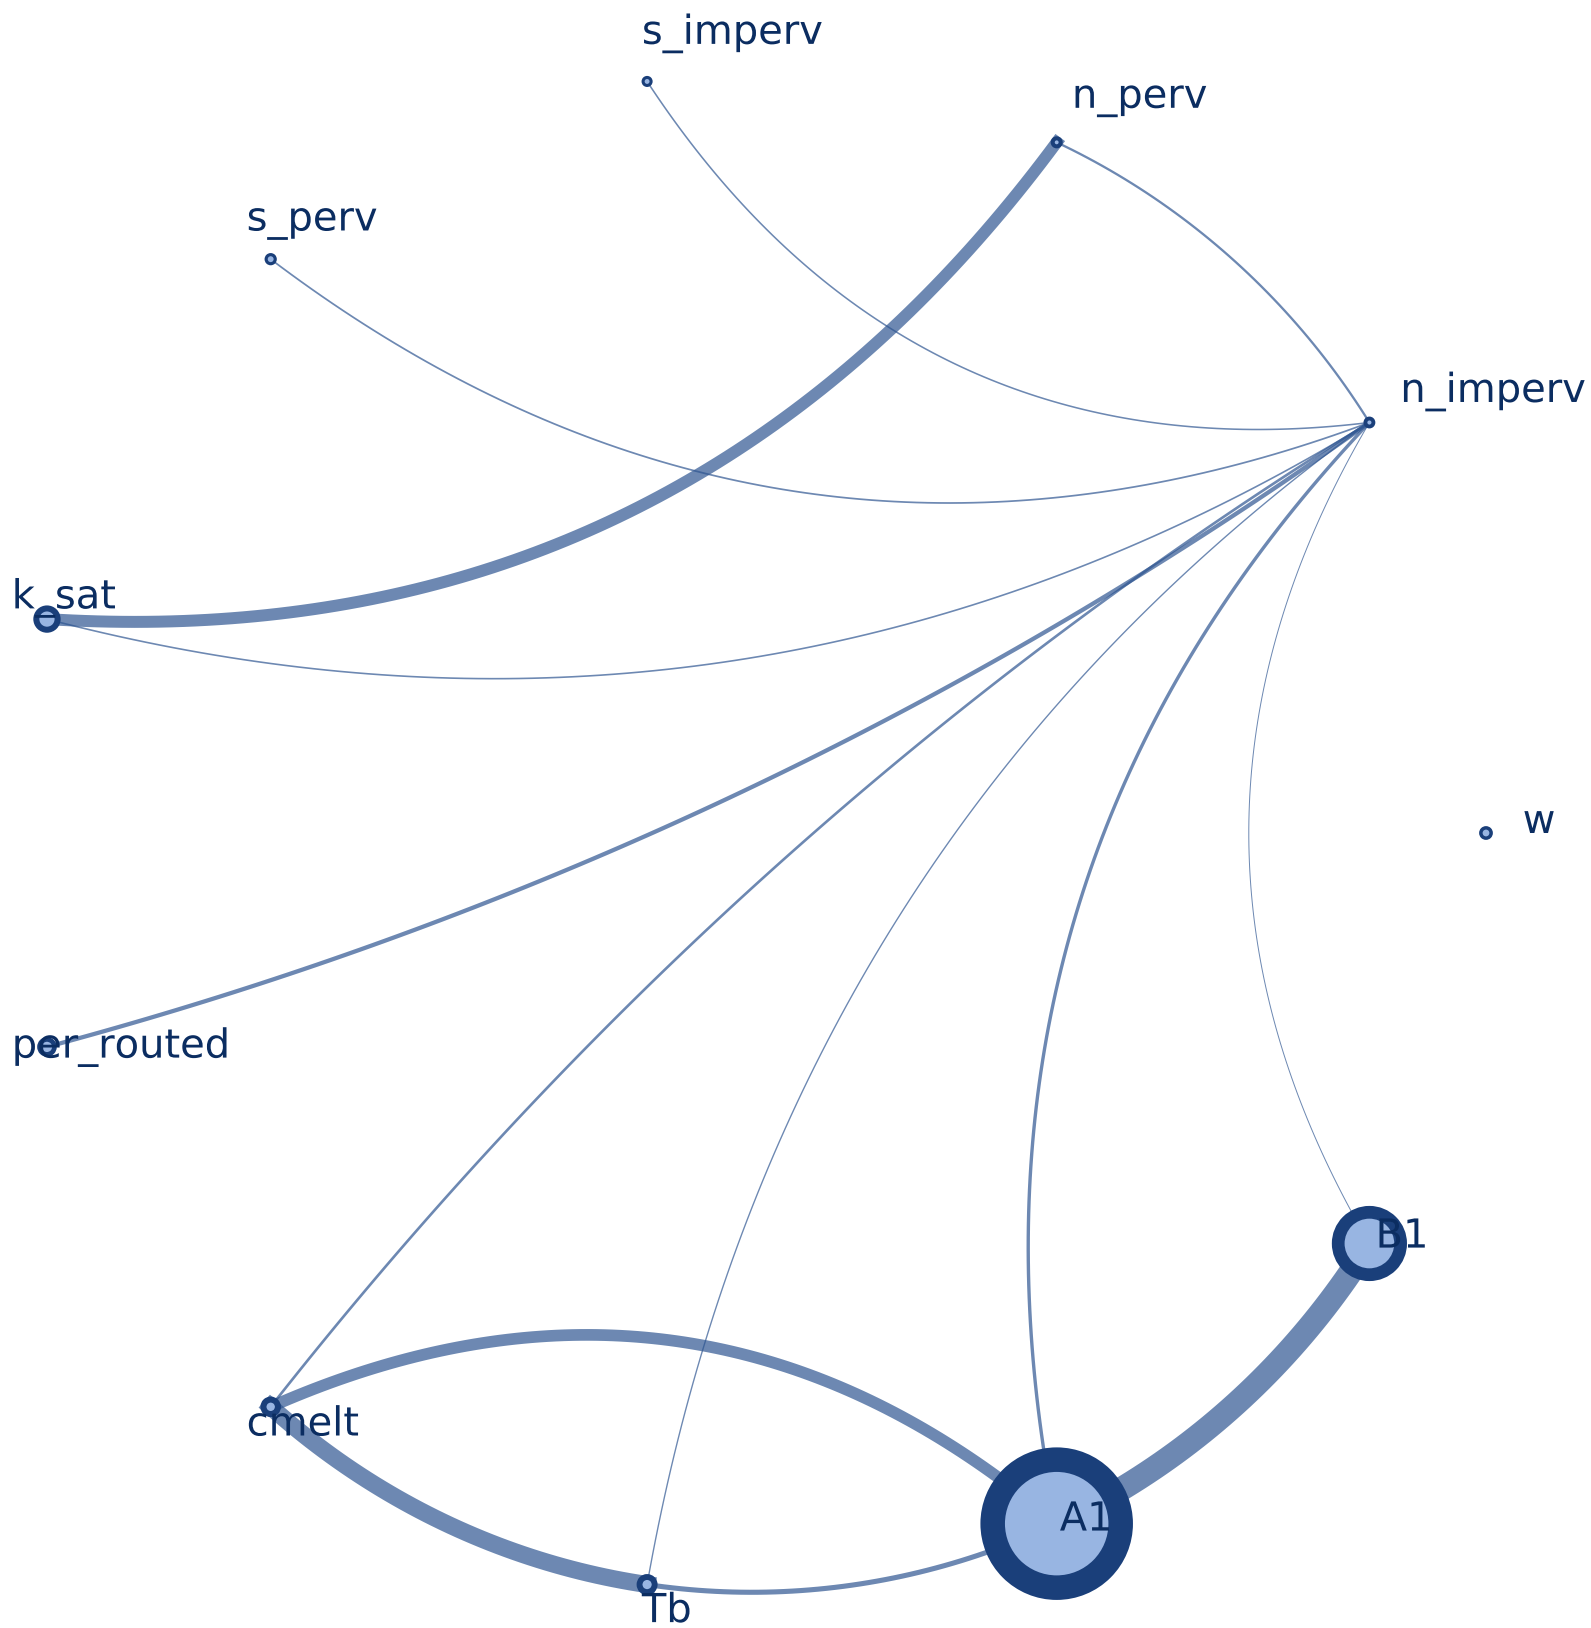 s_imperv
n_perv
s_perv
n_imperv
k_sat
w
per_routed
B1
cmelt
A1
Tb